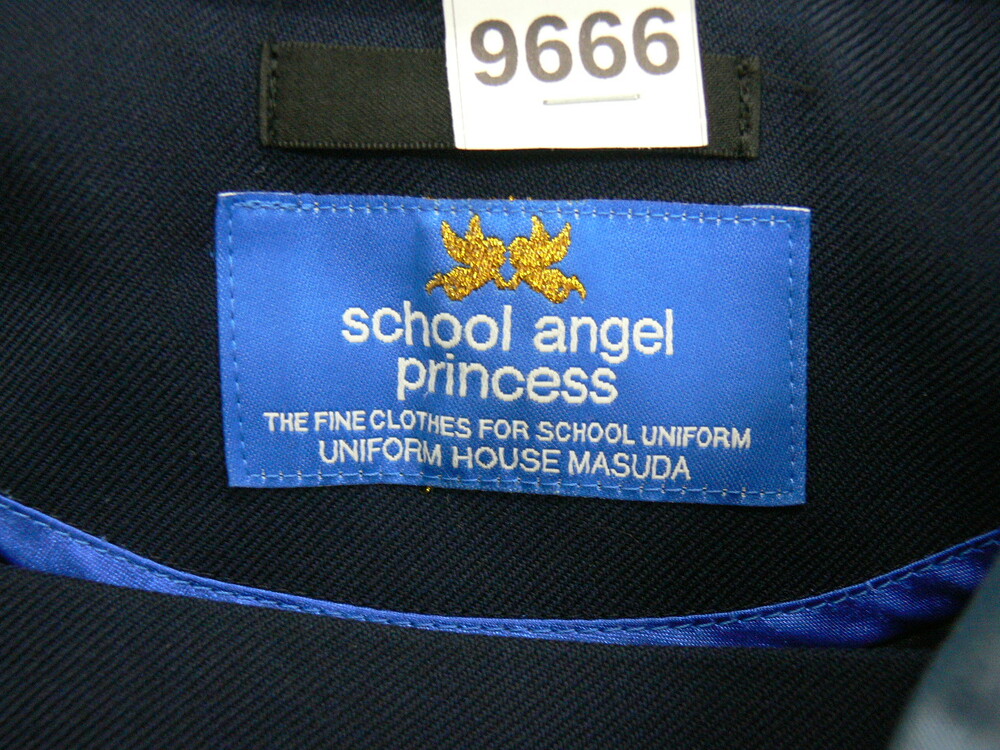 9666
school angel
princess
THE FINE CLOTHES FOR SCHOOL UNIFORM
UNIFORM HOUSE MASUDA